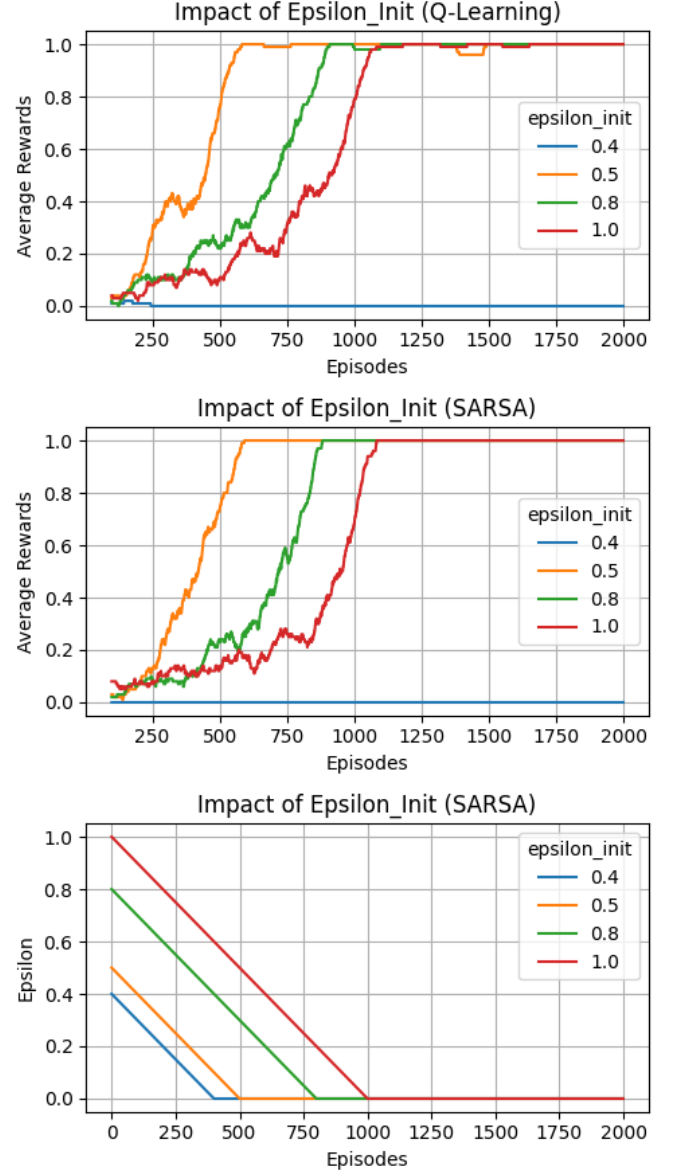 Impact of Epsilon_Init (Q-Learning)
1.0
0.8
0.6
0.4
0.2
0.0
Average Rewards
epsilon_init
0.4
0.5
0.8
1.0
250 500 750 1000 1250 1500 1750 2000
Episodes
Impact of Epsilon_Init (SARSA)
1.0
0.8
0.6
0.4
0.2
0.0
Average Rewards
epsilon_init
0.4
0.5
0.8
1.0
250 500 750 1000 1250 1500 1750 2000
Episodes
Impact of Epsilon_Init (SARSA)
1.0
0.8
0.6
0.4
0.2
0.0
Epsilon
epsilon_init
0.4
0.5
0.8
1.0
0 250 500 750 1000 1250 1500 1750 2000
Episodes